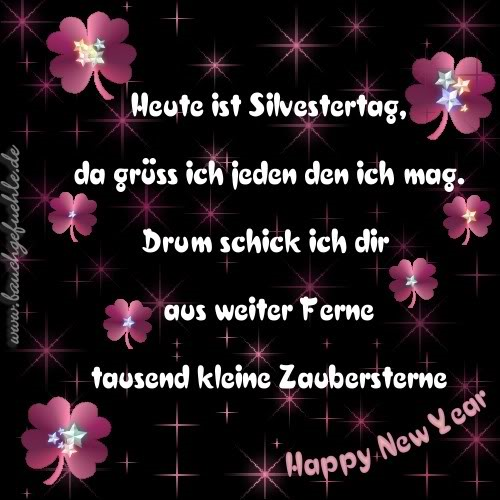 Heute ist Silvestertag,
da grüss ich jeden den ich mag.
Drum schick ich dir
aus weiter Ferne
tausend kleine Zaubersterne
Happy New Year
www.bauchgefuehle.de